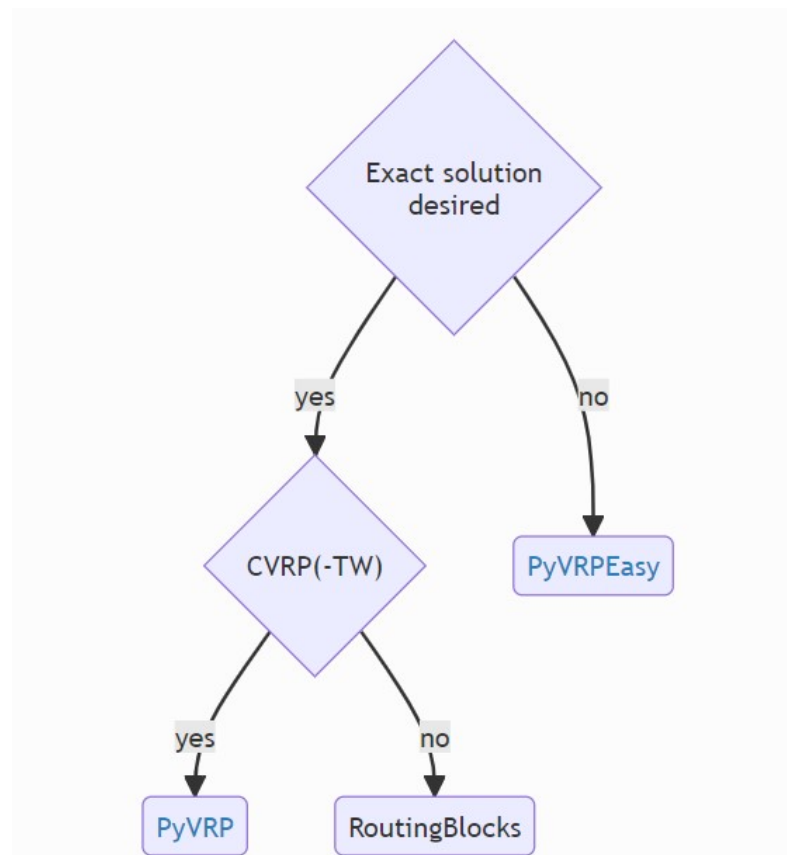 Exact solution
desired
yes
no
CVRP(-TW)
PyVRPEasy
yes
no
PyVRP
RoutingBlocks